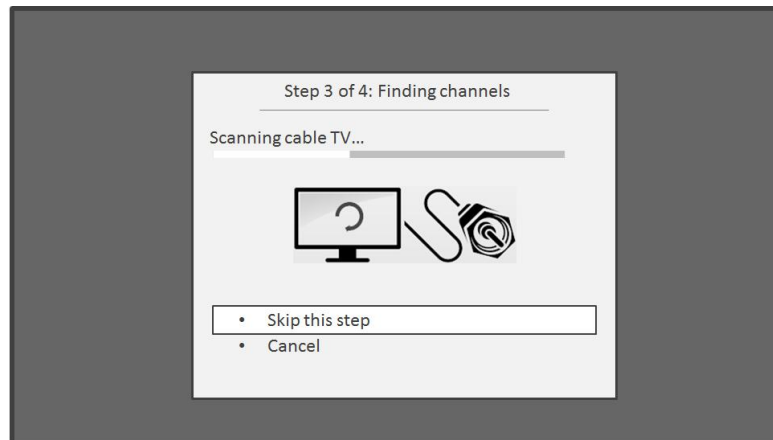 Step 3 of 4: Finding channels
Scanning cable TV...
• Skip this step
• Cancel